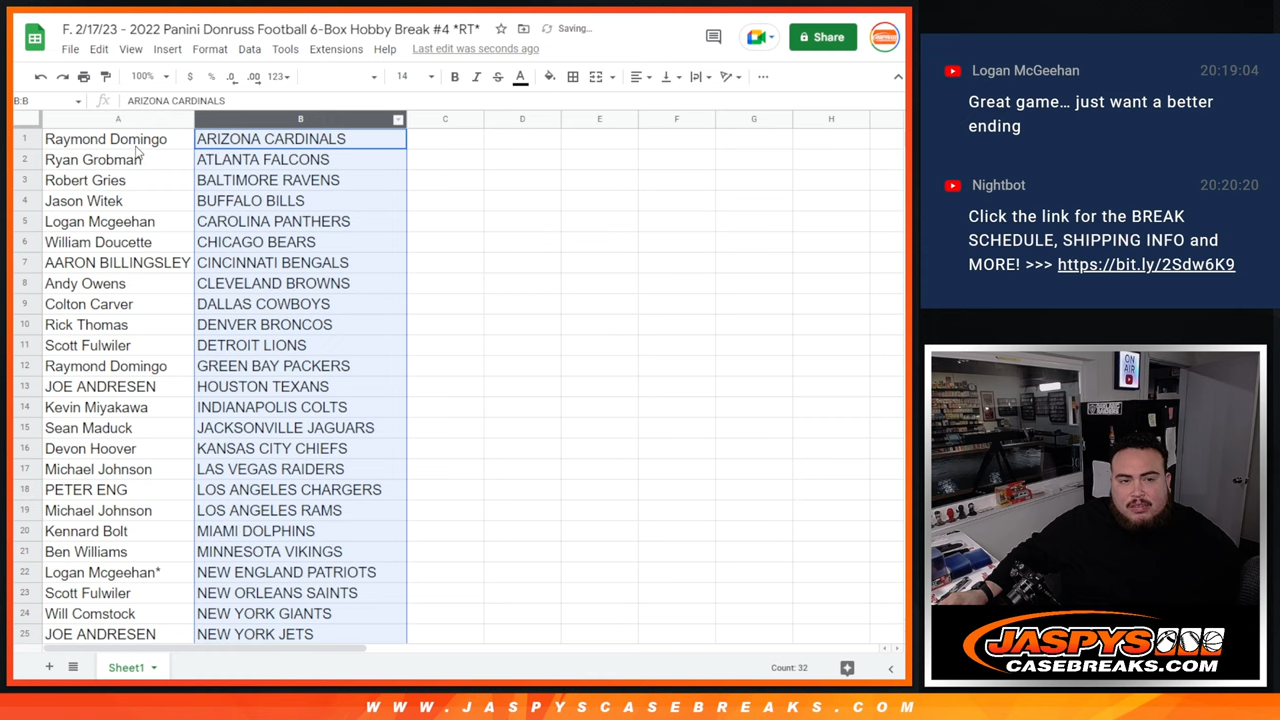 F. 2/17/23 - 2022 Panini Donruss Football 6-Box Hobby Break #4 *RT*
Saving...
File Edit View Insert Format Data Tools Extensions Help Last edit was seconds ago
Share
100% $ % .0 .00 123 14 B I S A
B:B fx ARIZONA CARDINALS
A B C D E F G H
1 Raymond Domingo ARIZONA CARDINALS
2 Ryan Grobman ATLANTA FALCONS
3 Robert Gries BALTIMORE RAVENS
4 Jason Witek BUFFALO BILLS
5 Logan Mcgeehan CAROLINA PANTHERS
6 William Doucette CHICAGO BEARS
7 AARON BILLINGSLEY CINCINNATI BENGALS
8 Andy Owens CLEVELAND BROWNS
9 Colton Carver DALLAS COWBOYS
10 Rick Thomas DENVER BRONCOS
11 Scott Fulwiler DETROIT LIONS
12 Raymond Domingo GREEN BAY PACKERS
13 JOE ANDRESEN HOUSTON TEXANS
14 Kevin Miyakawa INDIANAPOLIS COLTS
15 Sean Maduck JACKSONVILLE JAGUARS
16 Devon Hoover KANSAS CITY CHIEFS
17 Michael Johnson LAS VEGAS RAIDERS
18 PETER ENG LOS ANGELES CHARGERS
19 Michael Johnson LOS ANGELES RAMS
20 Kennard Bolt MIAMI DOLPHINS
21 Ben Williams MINNESOTA VIKINGS
22 Logan Mcgeehan* NEW ENGLAND PATRIOTS
23 Scott Fulwiler NEW ORLEANS SAINTS
24 Will Comstock NEW YORK GIANTS
25 JOE ANDRESEN NEW YORK JETS
Sheet1
Count: 32
Logan McGeehan 20:19:04
Great game... just want a better
ending
Nightbot 20:20:20
Click the link for the BREAK
SCHEDULE, SHIPPING INFO and
MORE! >>> https://bit.ly/2Sdw6K9
ON
AIR
JASPYS
CASEBREAKS.COM
WWW.JASPYSCASEBREAKS.COM